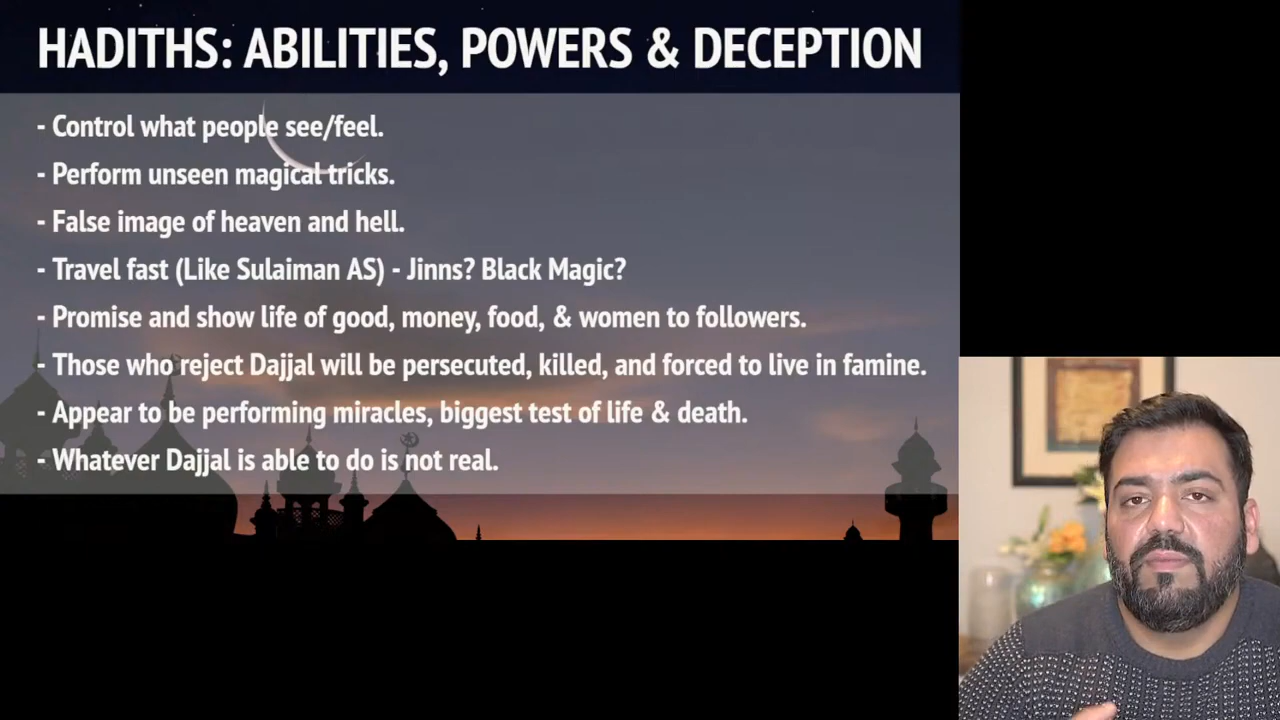 HADITHS: ABILITIES, POWERS & DECEPTION
- Control what people see/feel.
- Perform unseen magical tricks.
- False image of heaven and hell.
- Travel fast (Like Sulaiman AS) - Jinns? Black Magic?
- Promise and show life of good, money, food, & women to followers.
- Those who reject Dajjal will be persecuted, killed, and forced to live in famine.
- Appear to be performing miracles, biggest test of life & death.
- Whatever Dajjal is able to do is not real.